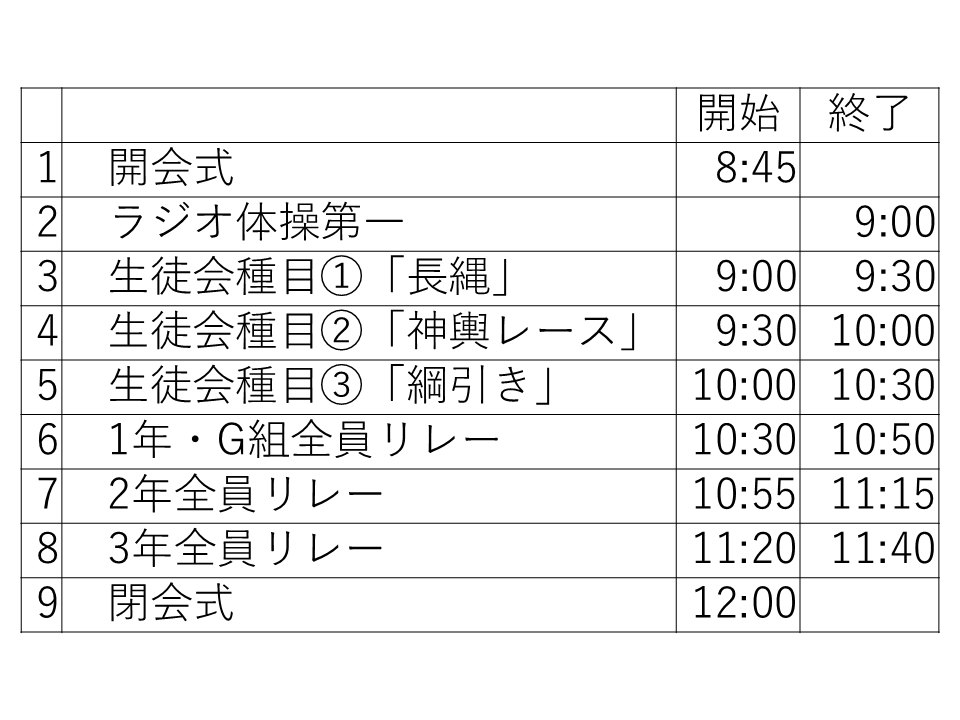 開始 終了
1 開会式 8:45
2 ラジオ体操第一 9:00
3 生徒会種目①「長縄」 9:00 9:30
4 生徒会種目②「神輿レース」 9:30 10:00
5 生徒会種目③「綱引き」 10:00 10:30
6 1年・G組全員リレー 10:30 10:50
7 2年全員リレー 10:55 11:15
8 3年全員リレー 11:20 11:40
9 閉会式 12:00